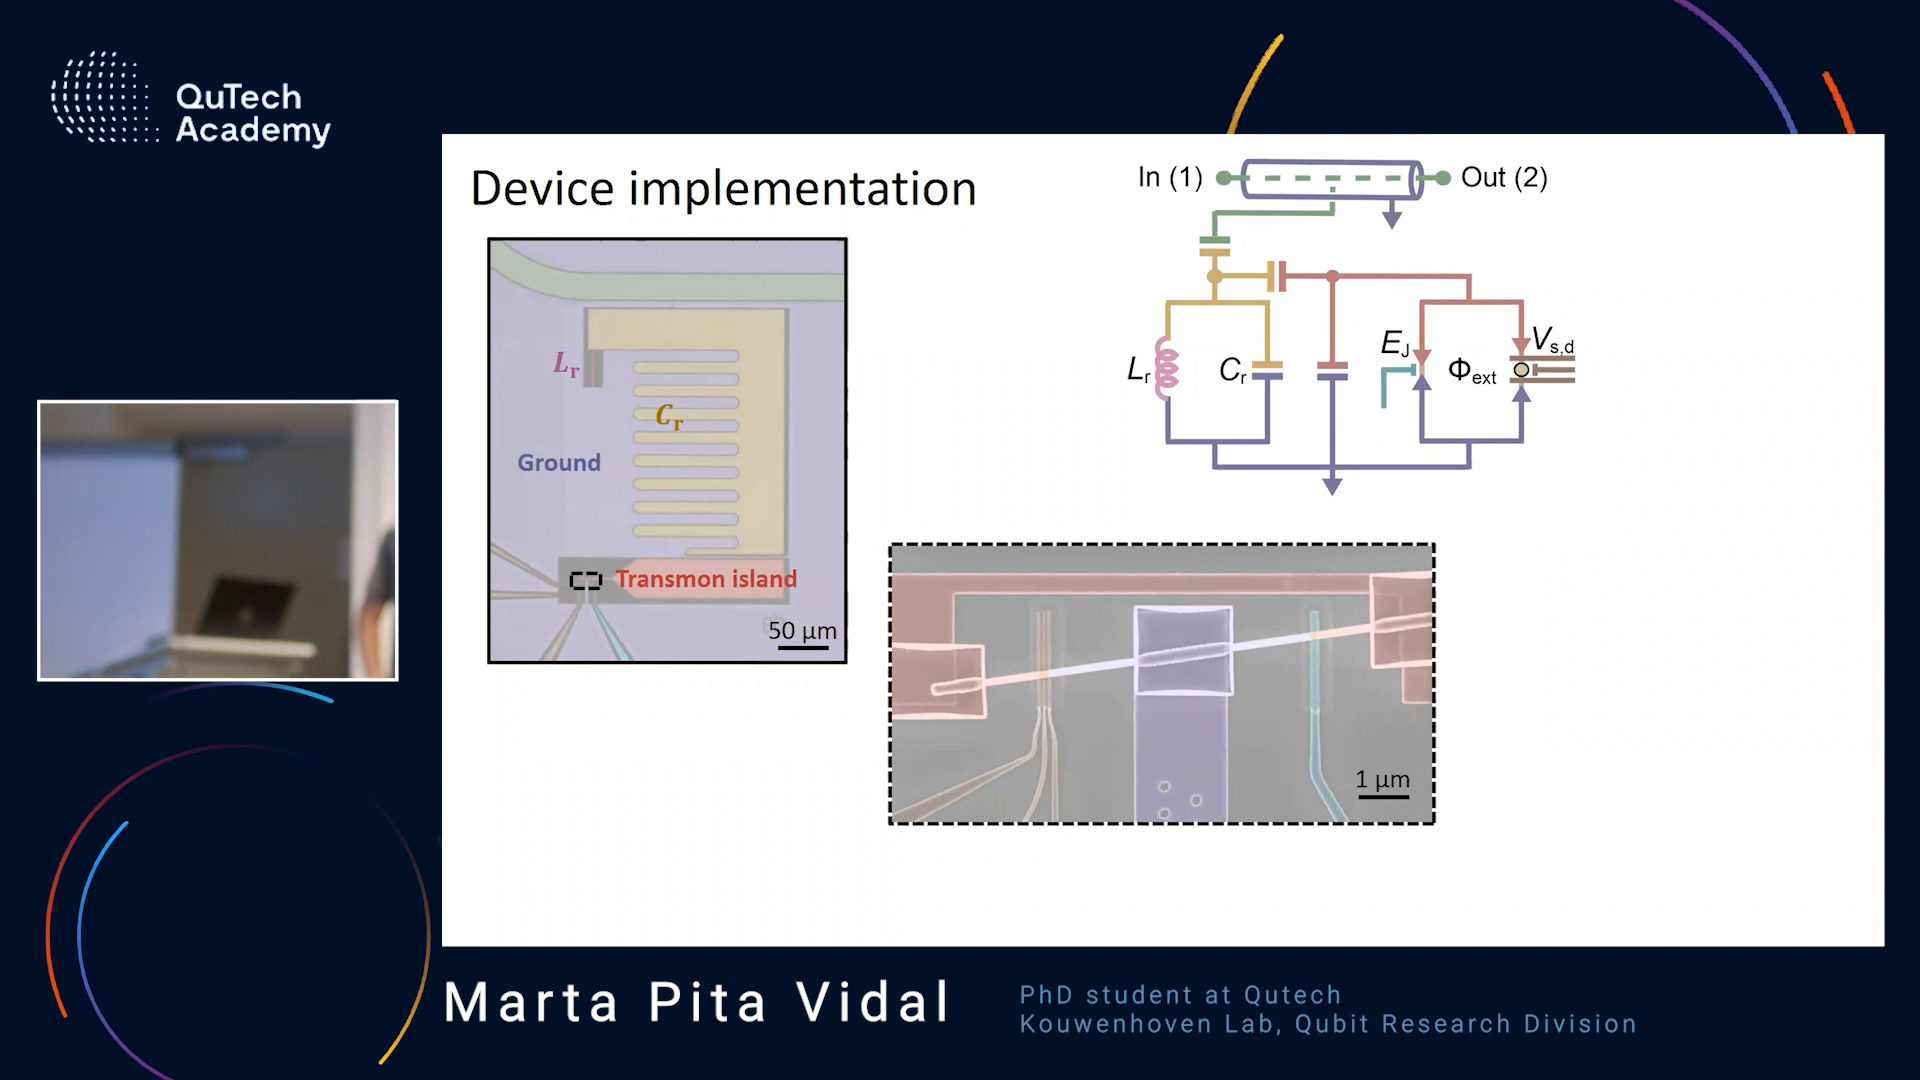 QuTech
Academy
Device implementation
In (1)
Out (2)
Lr
Cr
Ground
Transmon island
50 μm
Lr
Cr
EJ
Φext
Vs,d
1 μm
Marta Pita Vidal
PhD student at Qutech
Kouwenhoven Lab, Qubit Research Division